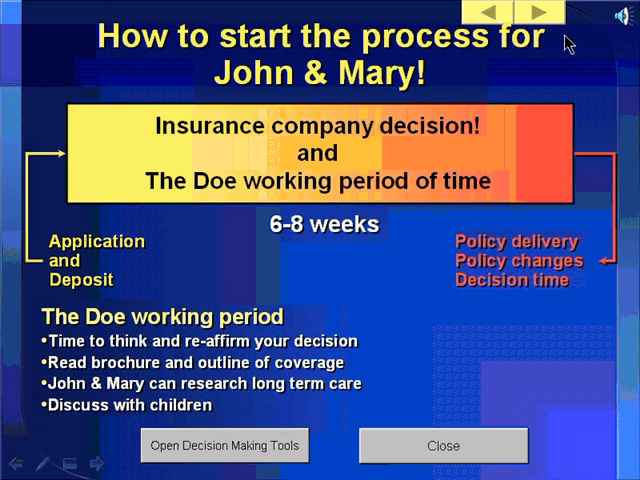 How to start the process for
John & Mary!
Insurance company decision!
and
The Doe working period of time
6-8 weeks
Application
and
Deposit
Policy delivery
Policy changes
Decision time
The Doe working period
•Time to think and re-affirm your decision
•Read brochure and outline of coverage
•John & Mary can research long term care
•Discuss with children
Open Decision Making Tools
Close